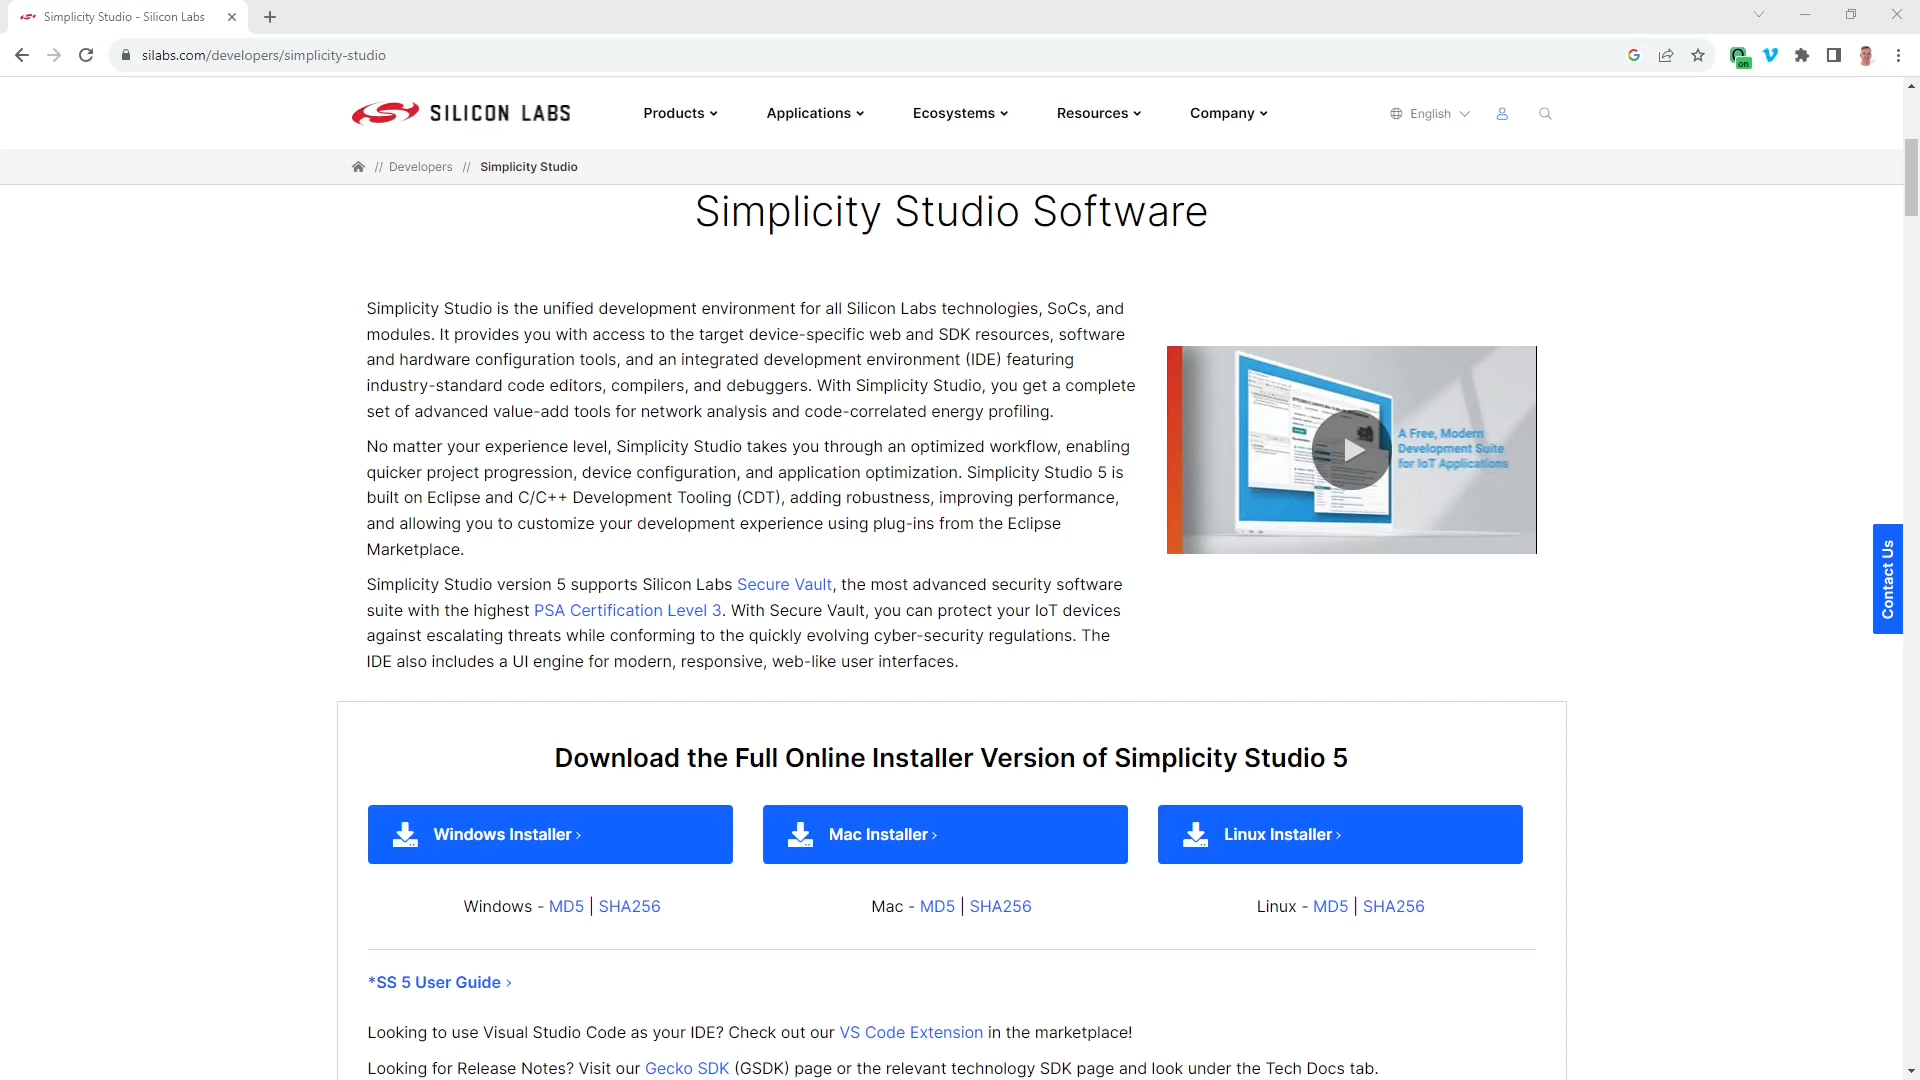 Simplicity Studio - Silicon Labs
silabs.com/developers/simplicity-studio
on
SILICON LABS
Products
Applications
Ecosystems
Resources
Company
English
// Developers // Simplicity Studio
Simplicity Studio Software
Simplicity Studio is the unified development environment for all Silicon Labs technologies, SoCs, and
modules. It provides you with access to the target device-specific web and SDK resources, software
and hardware configuration tools, and an integrated development environment (IDE) featuring
industry-standard code editors, compilers, and debuggers. With Simplicity Studio, you get a complete
set of advanced value-add tools for network analysis and code-correlated energy profiling.
No matter your experience level, Simplicity Studio takes you through an optimized workflow, enabling
quicker project progression, device configuration, and application optimization. Simplicity Studio 5 is
built on Eclipse and C/C++ Development Tooling (CDT), adding robustness, improving performance,
and allowing you to customize your development experience using plug-ins from the Eclipse
Marketplace.
Simplicity Studio version 5 supports Silicon Labs Secure Vault, the most advanced security software
suite with the highest PSA Certification Level 3. With Secure Vault, you can protect your IoT devices
against escalating threats while conforming to the quickly evolving cyber-security regulations. The
IDE also includes a UI engine for modern, responsive, web-like user interfaces.
A Free, Modern
Development Suite
for IoT Applications
Contact Us
Download the Full Online Installer Version of Simplicity Studio 5
Windows Installer ›
Mac Installer ›
Linux Installer ›
Windows - MD5 | SHA256
Mac - MD5 | SHA256
Linux - MD5 | SHA256
*SS 5 User Guide ›
Looking to use Visual Studio Code as your IDE? Check out our VS Code Extension in the marketplace!
Looking for Release Notes? Visit our Gecko SDK (GSDK) page or the relevant technology SDK page and look under the Tech Docs tab.